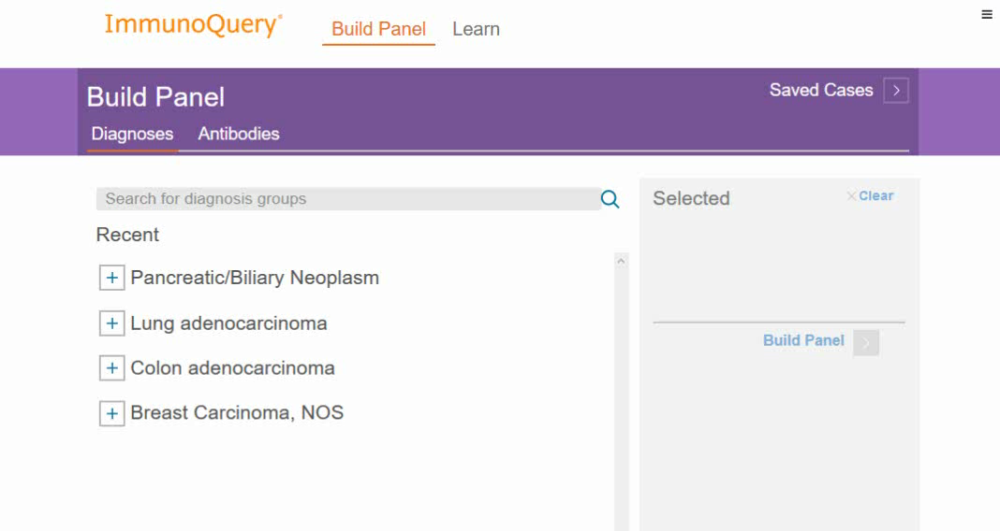 ImmunoQuery®
Build Panel Learn
Build Panel
Saved Cases
Diagnoses Antibodies
Search for diagnosis groups
Selected
Clear
Recent
Pancreatic/Biliary Neoplasm
Lung adenocarcinoma
Build Panel
Colon adenocarcinoma
Breast Carcinoma, NOS